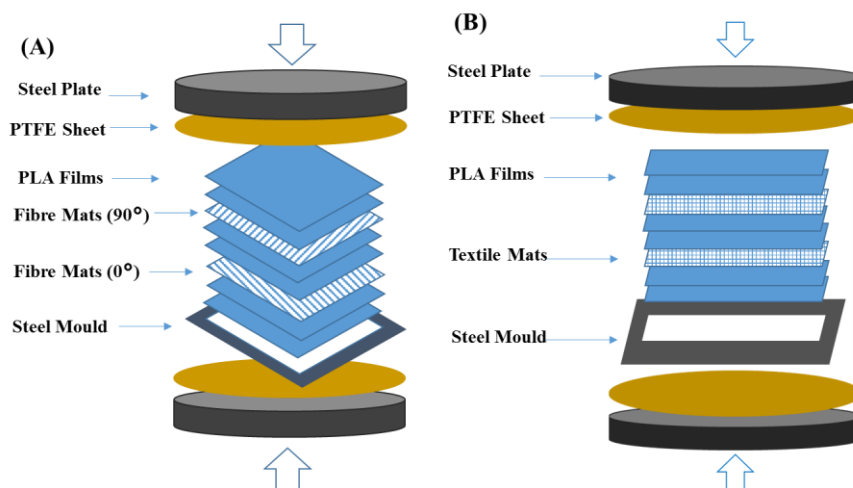 (A)
Steel Plate
PTFE Sheet
PLA Films
Fibre Mats (90°)
Fibre Mats (0°)
Steel Mould
(B)
Steel Plate
PTFE Sheet
PLA Films
Textile Mats
Steel Mould